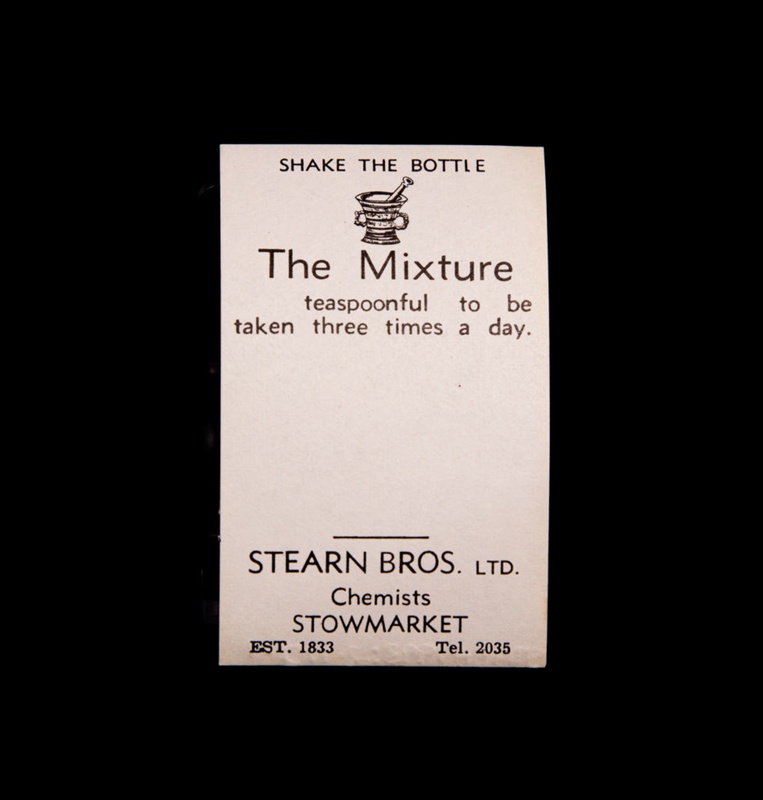 SHAKE THE BOTTLE
The Mixture
teaspoonful to be
taken three times a day.
STEARN BROS. LTD.
Chemists
STOWMARKET
EST. 1833 Tel. 2035